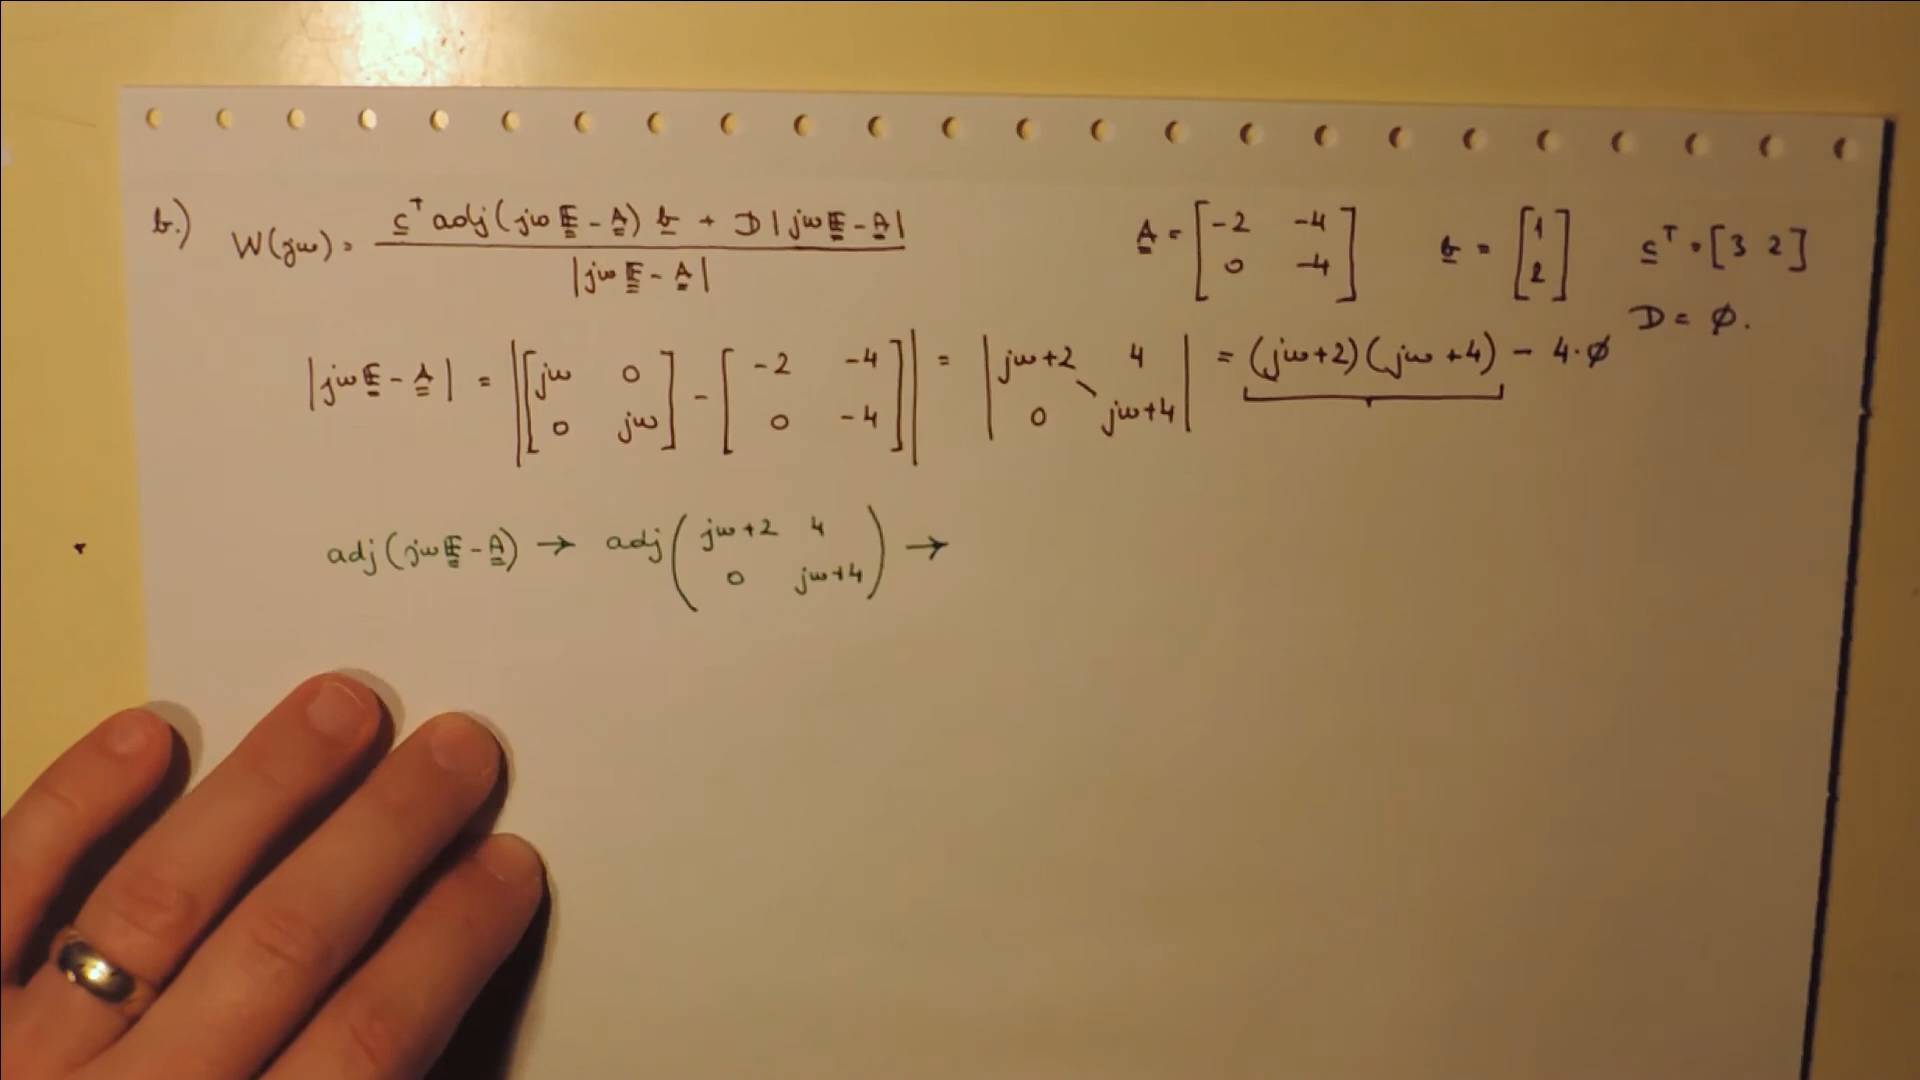 b.) W(jω) = (c^T adj(jωE - A) b + D |jωE - A|) / |jωE - A|
A = [-2 -4; 0 -4] b = [1; 2] c^T = [3 2]
D = ∅.
|jωE - A| = |[jω 0; 0 jω] - [-2 -4; 0 -4]| = |jω+2 4; 0 jω+4| = (jω+2)(jω+4) - 4·∅
adj(jωE - A) → adj(jω+2 4; 0 jω+4) →